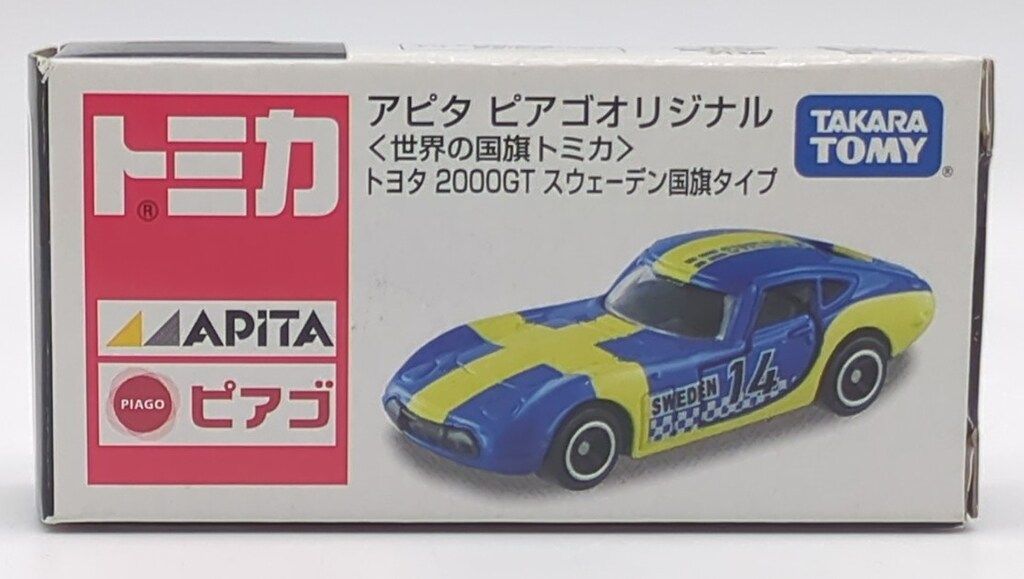 トミカ®
APiTA
PIAGO ピアゴ
アピタ ピアゴオリジナル
<世界の国旗トミカ>
トヨタ 2000GT スウェーデン国旗タイプ
TAKARA
TOMY®
SWEDEN 14